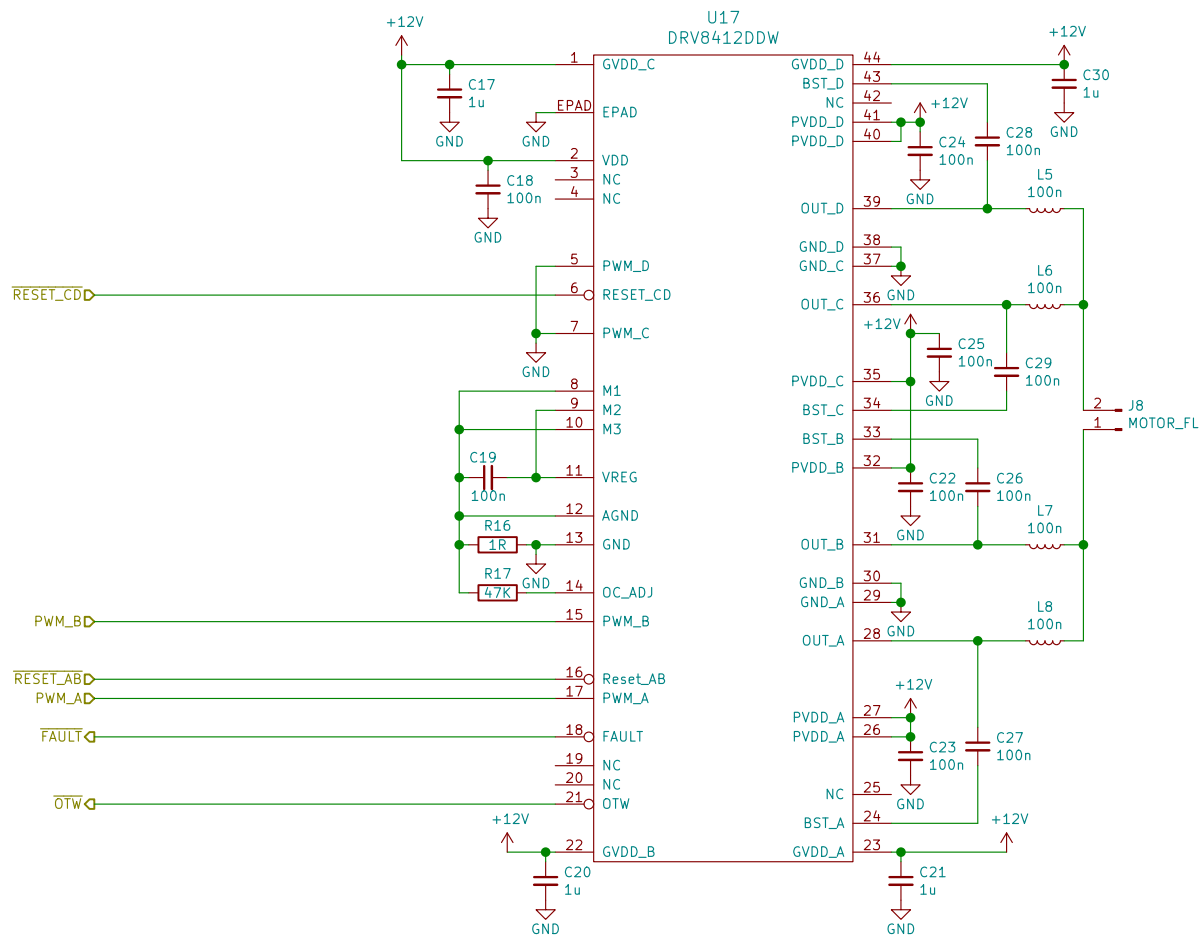 U17
DRV8412DDW
+12V
+12V
1
GVDD_C
GVDD_D
44
BST_D
43
C17
1u
C30
1u
NC
42
+12V
EPAD
EPAD
GND
GND
PVDD_D
41
PVDD_D
40
C24
100n
C28
100n
GND
2
VDD
3
NC
4
NC
C18
100n
GND
GND
L5
100n
OUT_D
39
GND_D
38
GND_C
37
GND
5
PWM_D
RESET_CD
6
RESET_CD
L6
100n
OUT_C
36
7
PWM_C
GND
+12V
C25
100n
C29
100n
GND
8
M1
9
M2
10
M3
PVDD_C
35
BST_C
34
BST_B
33
2
1
J8
MOTOR_FL
C19
100n
11
VREG
PVDD_B
32
C22
100n
C26
100n
GND
12
AGND
R16
1R
13
GND
GND
L7
100n
OUT_B
31
R17
47K
14
OC_ADJ
GND_B
30
GND_A
29
GND
PWM_B
15
PWM_B
L8
100n
OUT_A
28
RESET_AB
16
Reset_AB
PWM_A
17
PWM_A
+12V
PVDD_A
27
PVDD_A
26
FAULT
18
FAULT
C23
100n
C27
100n
GND
19
NC
20
NC
OTW
21
OTW
NC
25
BST_A
24
+12V
+12V
22
GVDD_B
GVDD_A
23
C20
1u
C21
1u
GND
GND